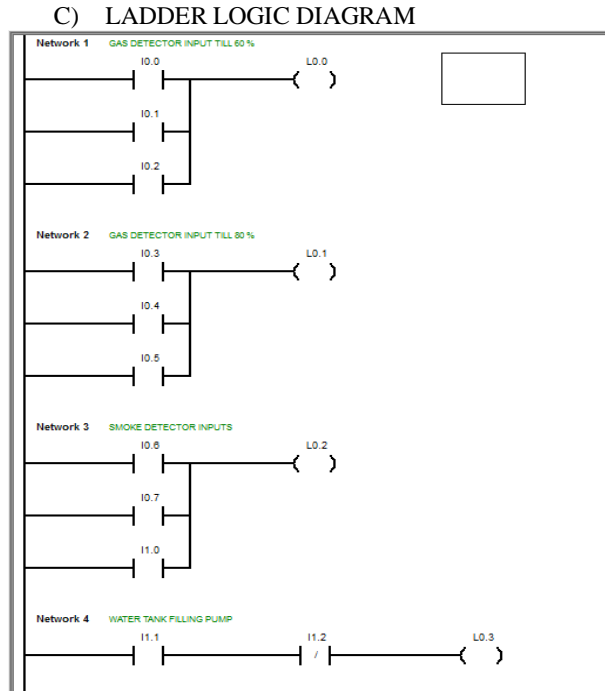 C) LADDER LOGIC DIAGRAM
Network 1 GAS DETECTOR INPUT TILL 60 %
I0.0 L0.0
I0.1
I0.2
Network 2 GAS DETECTOR INPUT TILL 80 %
I0.3 L0.1
I0.4
I0.5
Network 3 SMOKE DETECTOR INPUTS
I0.6 L0.2
I0.7
I1.0
Network 4 WATER TANK FILLING PUMP
I1.1 I1.2 L0.3